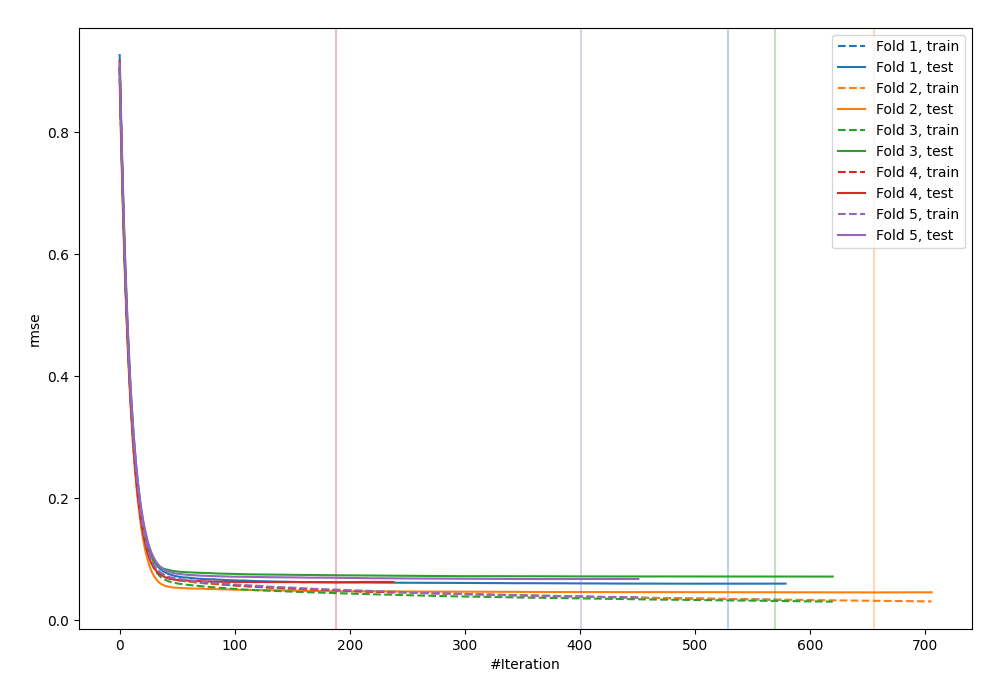 Fold 1, train
Fold 1, test
Fold 2, train
Fold 2, test
Fold 3, train
Fold 3, test
Fold 4, train
Fold 4, test
Fold 5, train
Fold 5, test
0.8
0.6
0.4
0.2
0.0
rmse
0 100 200 300 400 500 600 700
#Iteration